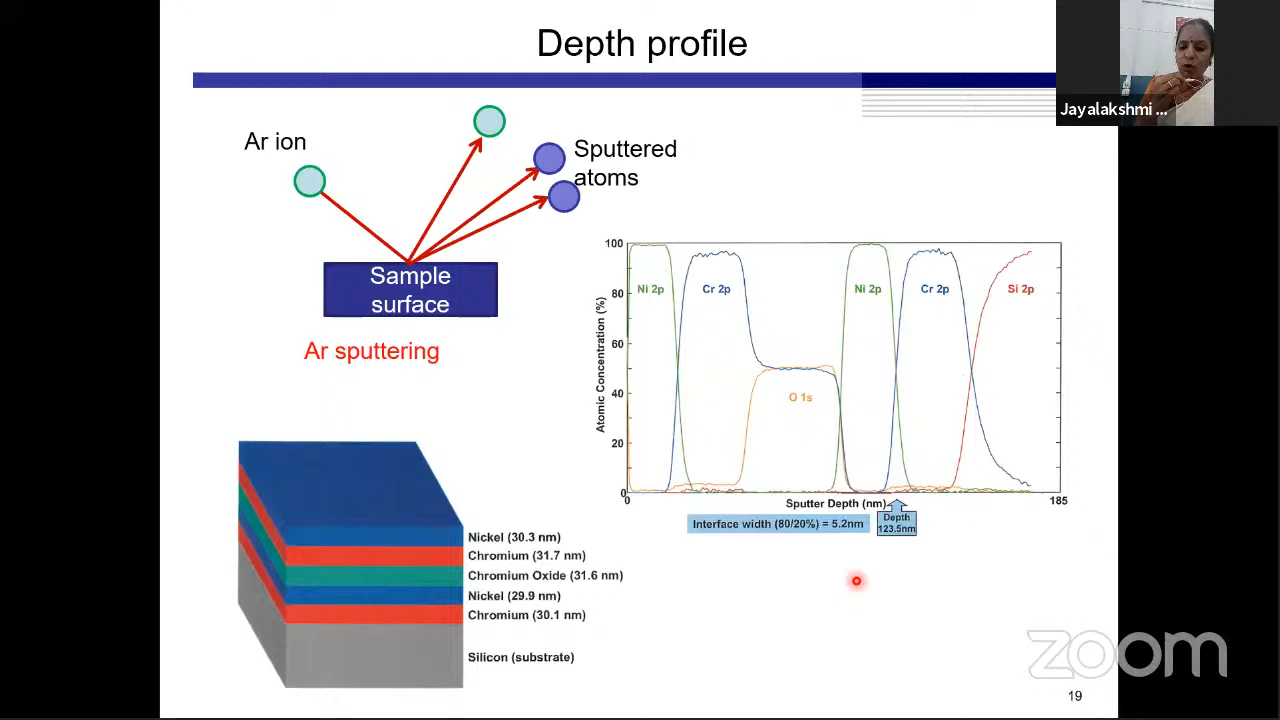 Depth profile
Jayalakshmi ...
Ar ion
Sputtered
atoms
Sample
surface
Ar sputtering
100
80
60
40
20
0
Atomic Concentration (%)
Ni 2p
Cr 2p
O 1s
Ni 2p
Cr 2p
Si 2p
0
Sputter Depth (nm)
185
Interface width (80/20%) = 5.2nm
Depth
123.5nm
Nickel (30.3 nm)
Chromium (31.7 nm)
Chromium Oxide (31.6 nm)
Nickel (29.9 nm)
Chromium (30.1 nm)
Silicon (substrate)
zoom
19